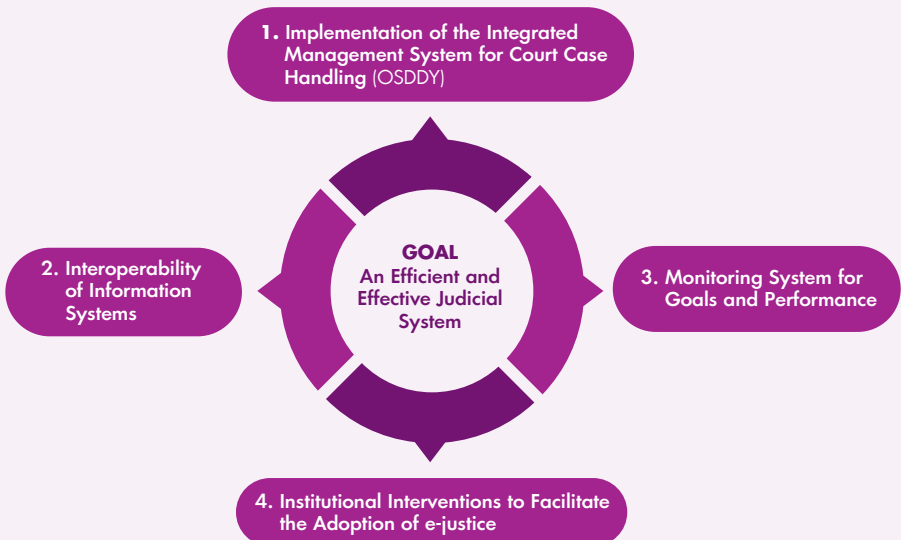 1. Implementation of the Integrated
Management System for Court Case
Handling (OSDDY)
GOAL
An Efficient and
Effective Judicial
System
2. Interoperability
of Information
Systems
3. Monitoring System for
Goals and Performance
4. Institutional Interventions to Facilitate
the Adoption of e-justice